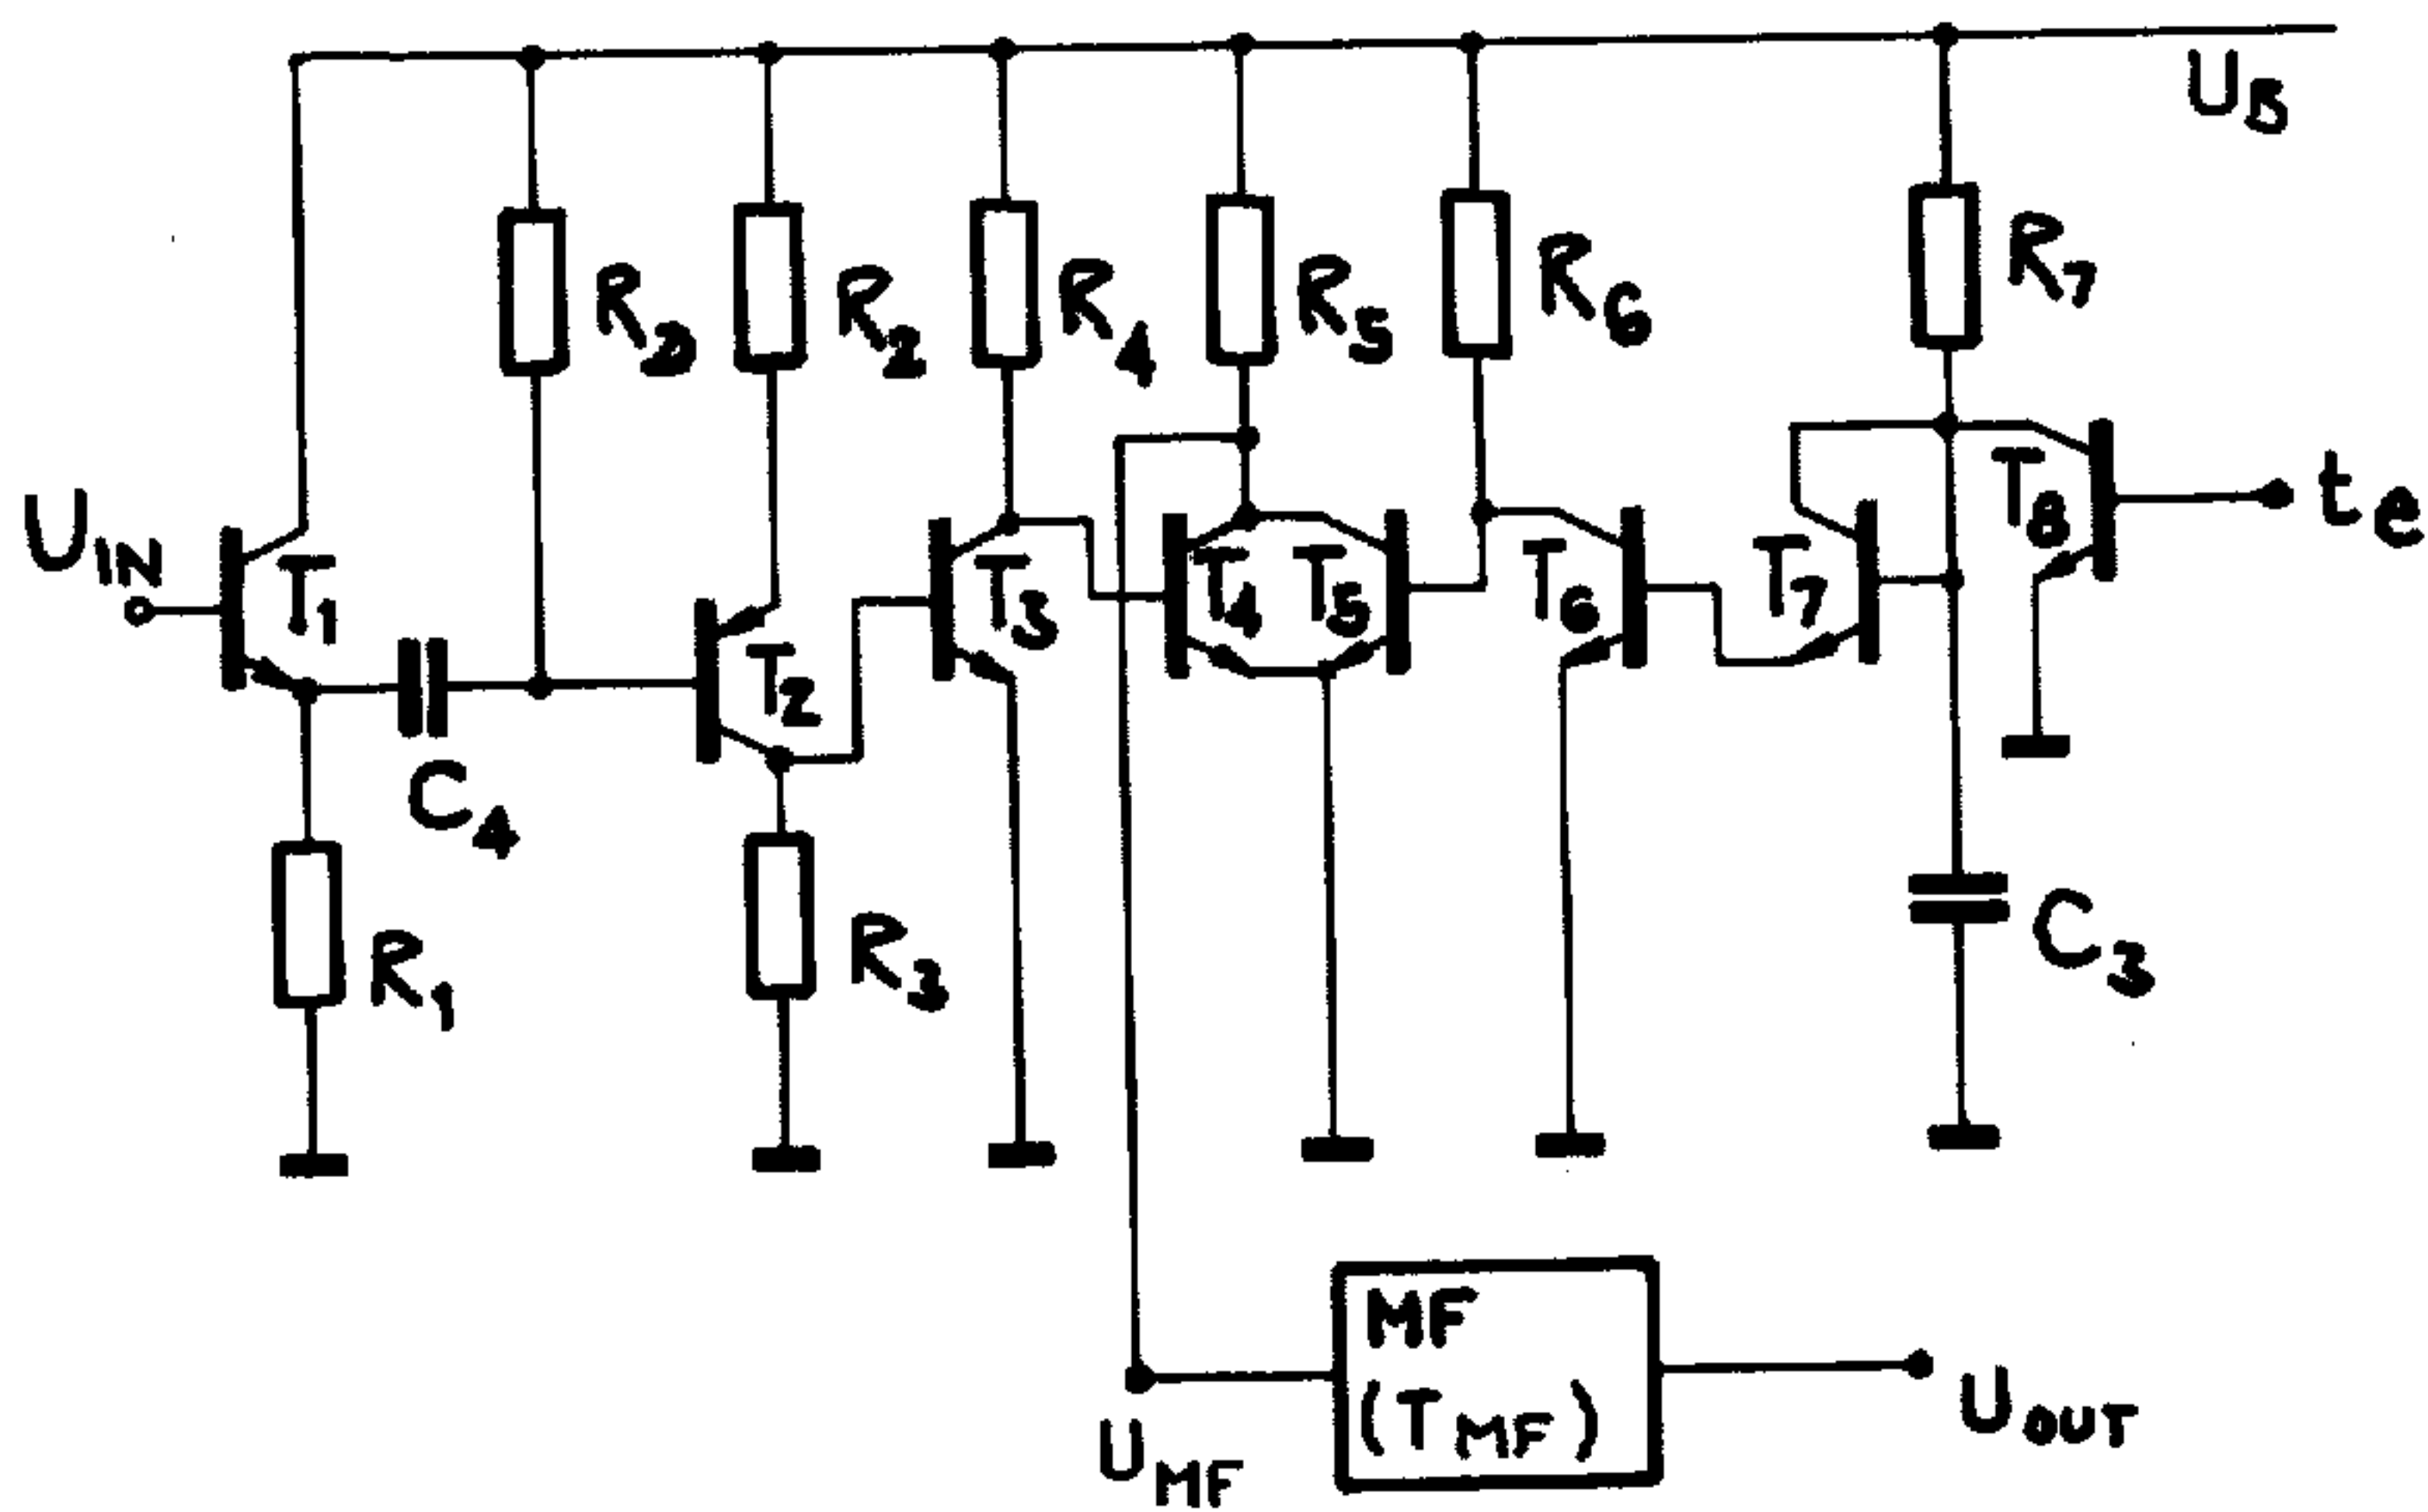 U_B
R_2
R_4
R_5
R_6
R_7
T_8
t_e
U_IN
T_1
T_2
T_3
T_4
T_5
T_6
T_7
C_4
R_1
R_3
C_3
MF
(T_MF)
U_MF
U_OUT